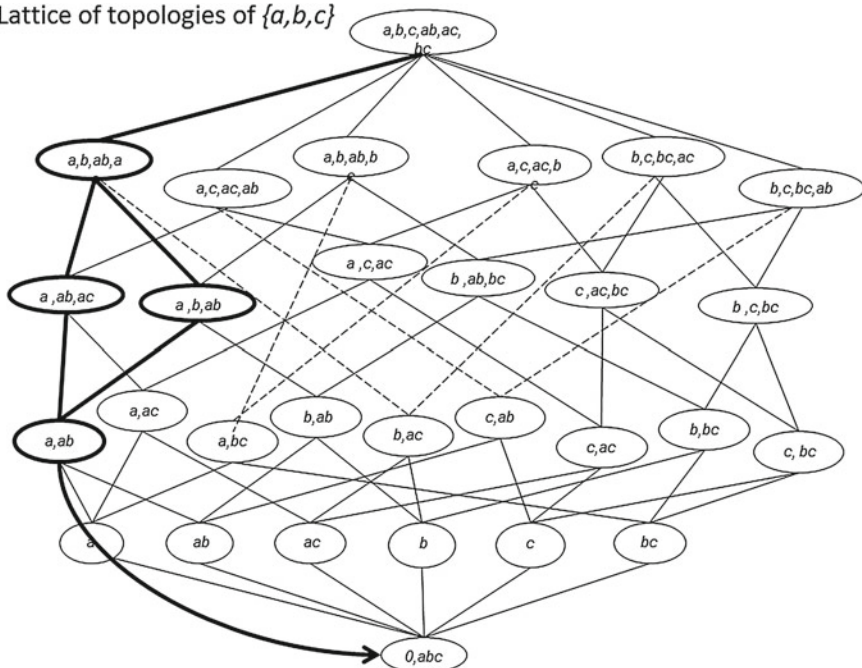 Lattice of topologies of {a,b,c}
a,b,c,ab,ac,
bc
a,b,ab,a
a,c,ac,ab
a,b,ab,b
c
a,c,ac,b
c
b,c,bc,ac
b,c,bc,ab
a ,ab,ac
a ,b,ab
a ,c,ac
b ,ab,bc
c ,ac,bc
b ,c,bc
a,ab
a,ac
a,bc
b,ab
b,ac
c,ab
c,ac
b,bc
c, bc
a
ab
ac
b
c
bc
0,abc